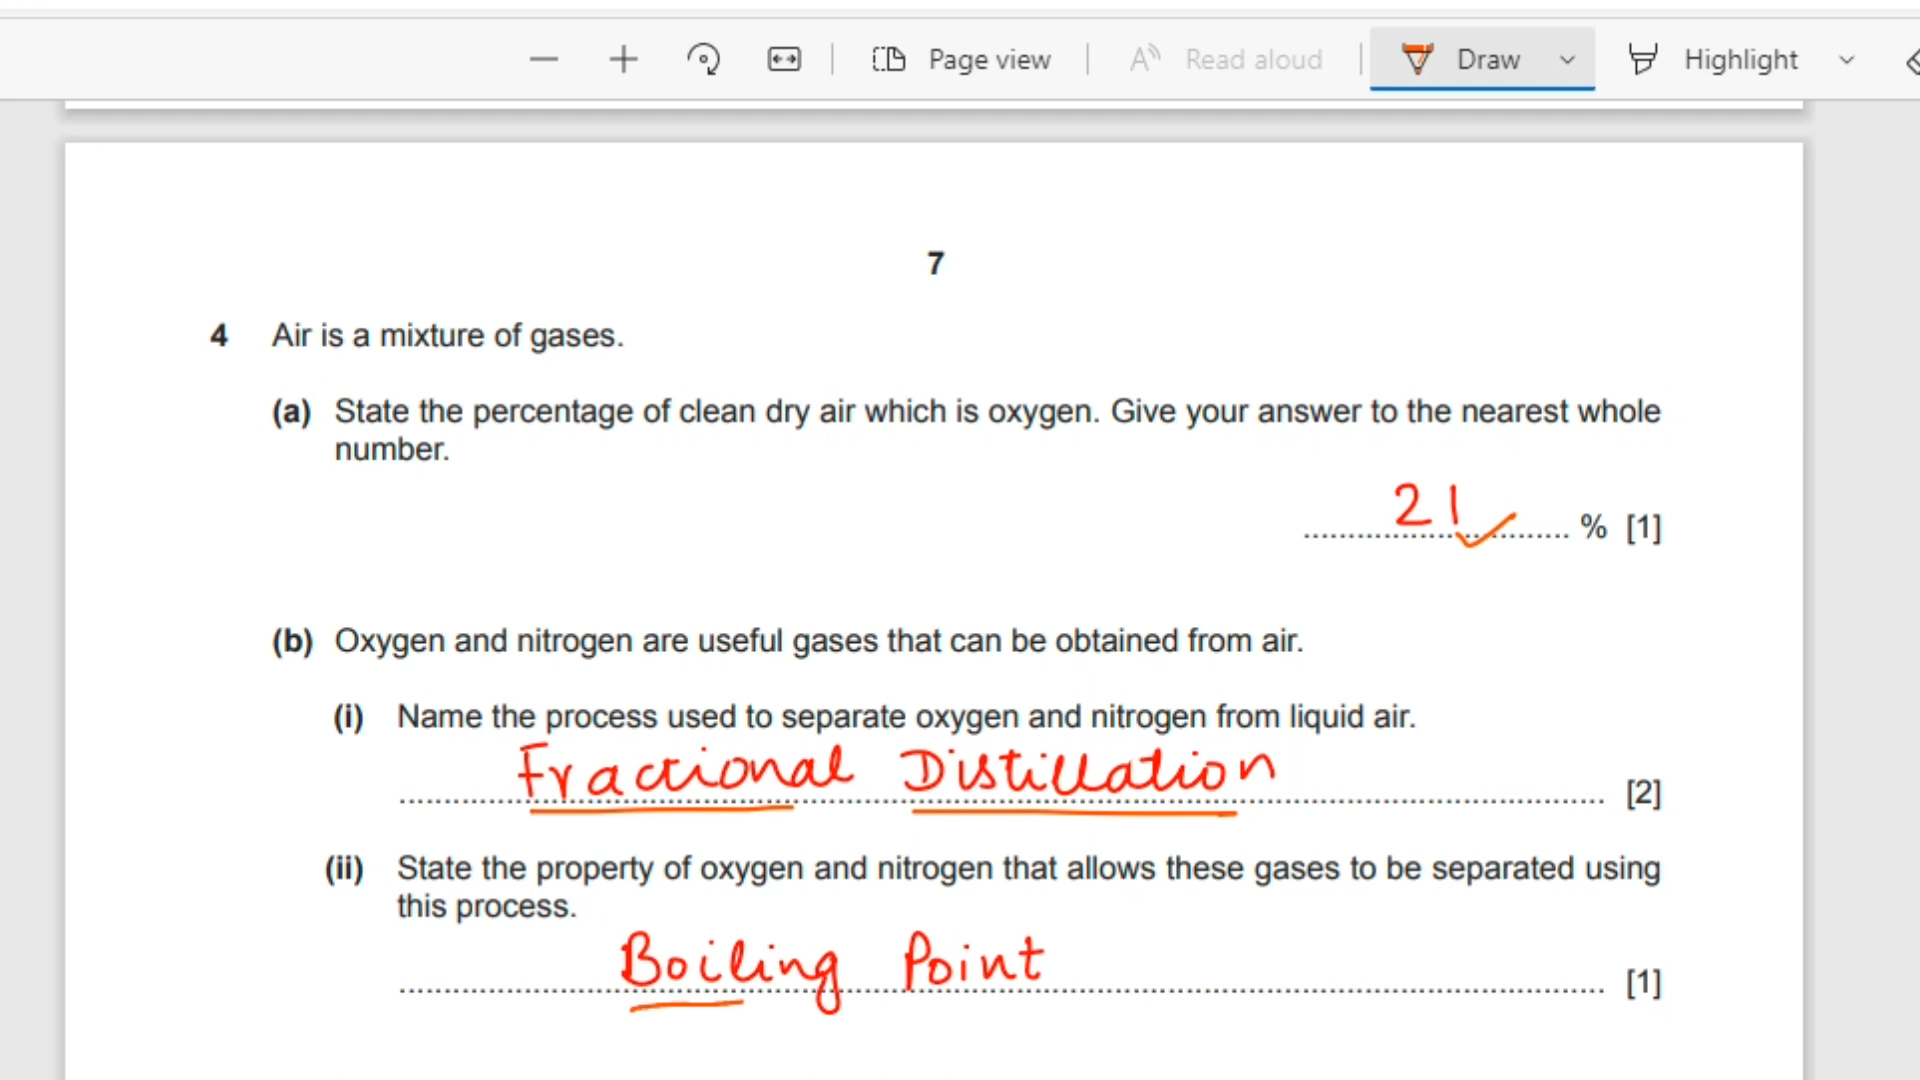 Page view Read aloud Draw Highlight
7
4 Air is a mixture of gases.
(a) State the percentage of clean dry air which is oxygen. Give your answer to the nearest whole
number.
21 % [1]
(b) Oxygen and nitrogen are useful gases that can be obtained from air.
(i) Name the process used to separate oxygen and nitrogen from liquid air.
Fractional Distillation [2]
(ii) State the property of oxygen and nitrogen that allows these gases to be separated using
this process.
Boiling Point [1]